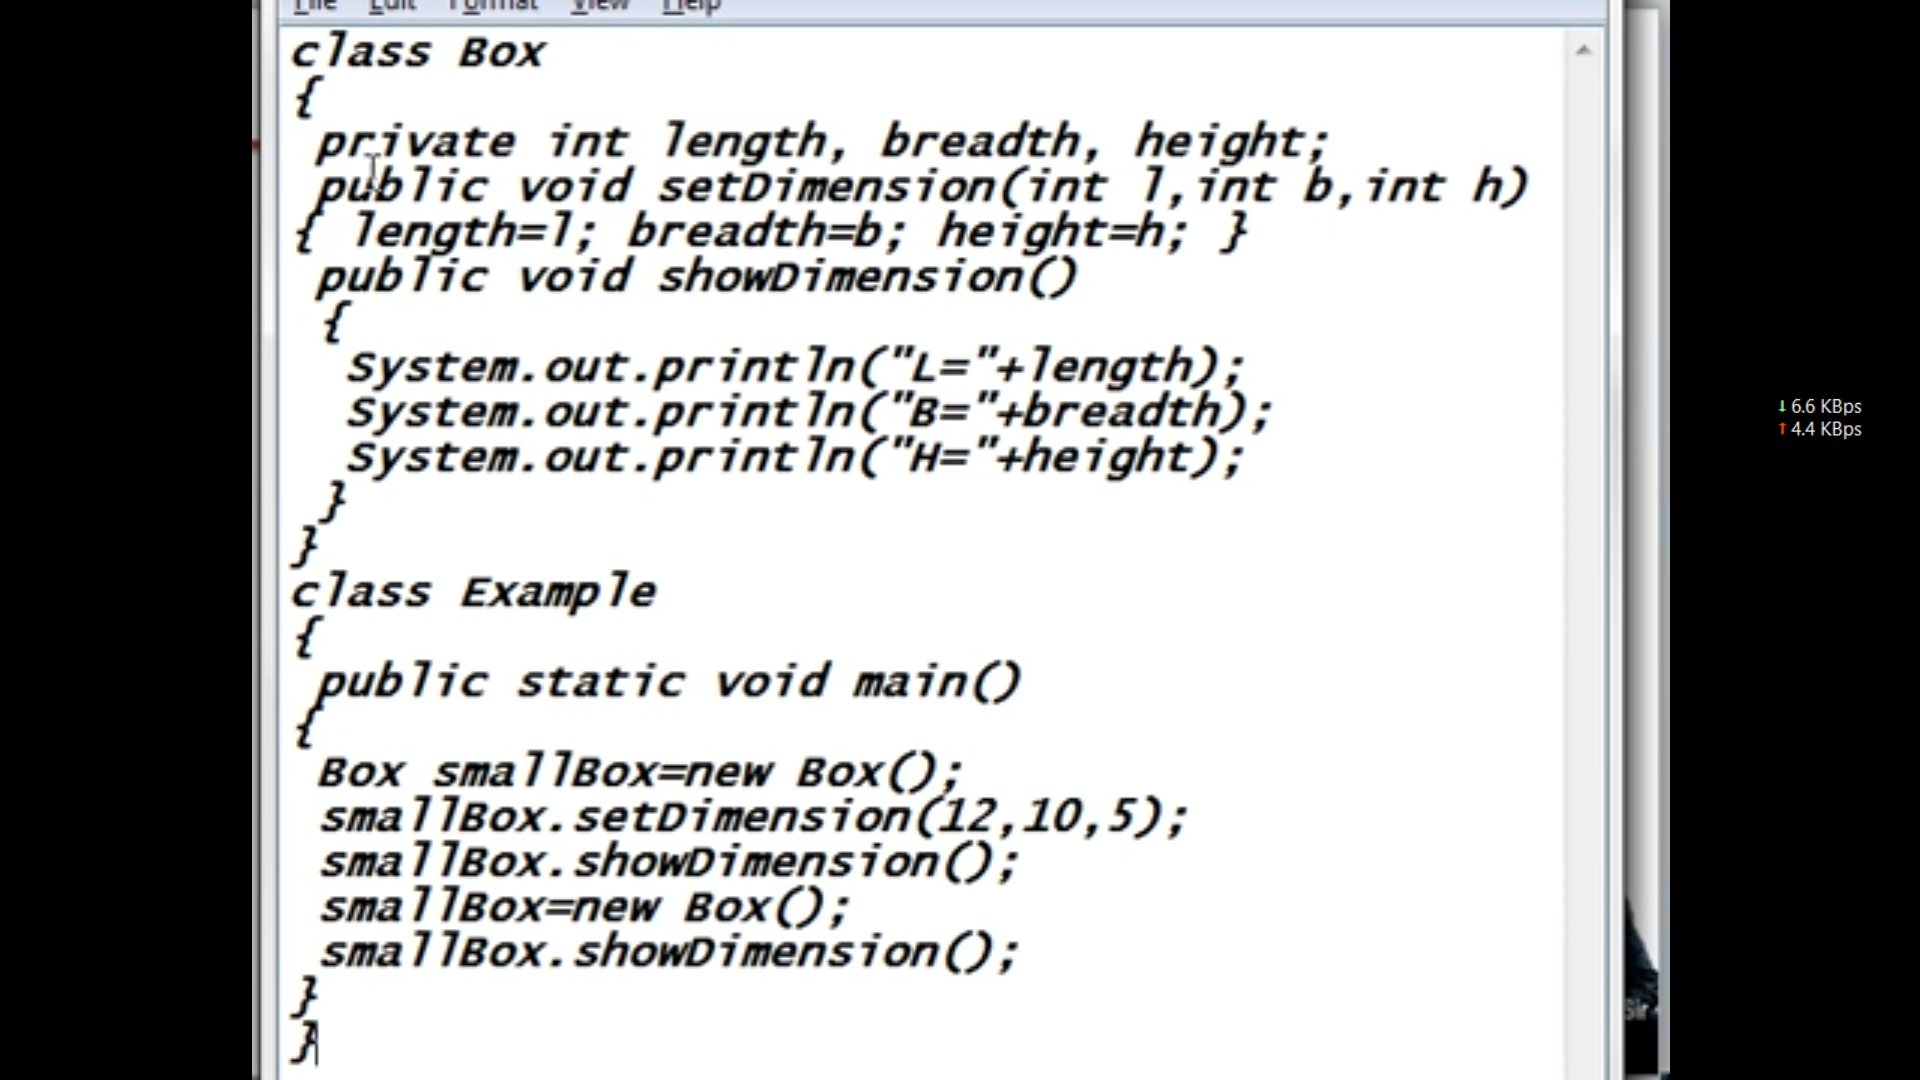 File Edit Format View Help
class Box
{
private int length, breadth, height;
public void setDimension(int l,int b,int h)
{ length=l; breadth=b; height=h; }
public void showDimension()
{
System.out.println("L="+length);
System.out.println("B="+breadth);
System.out.println("H="+height);
}
}
class Example
{
public static void main()
{
Box smallBox=new Box();
smallBox.setDimension(12,10,5);
smallBox.showDimension();
smallBox=new Box();
smallBox.showDimension();
}
}
↓ 6.6 KBps
↑ 4.4 KBps